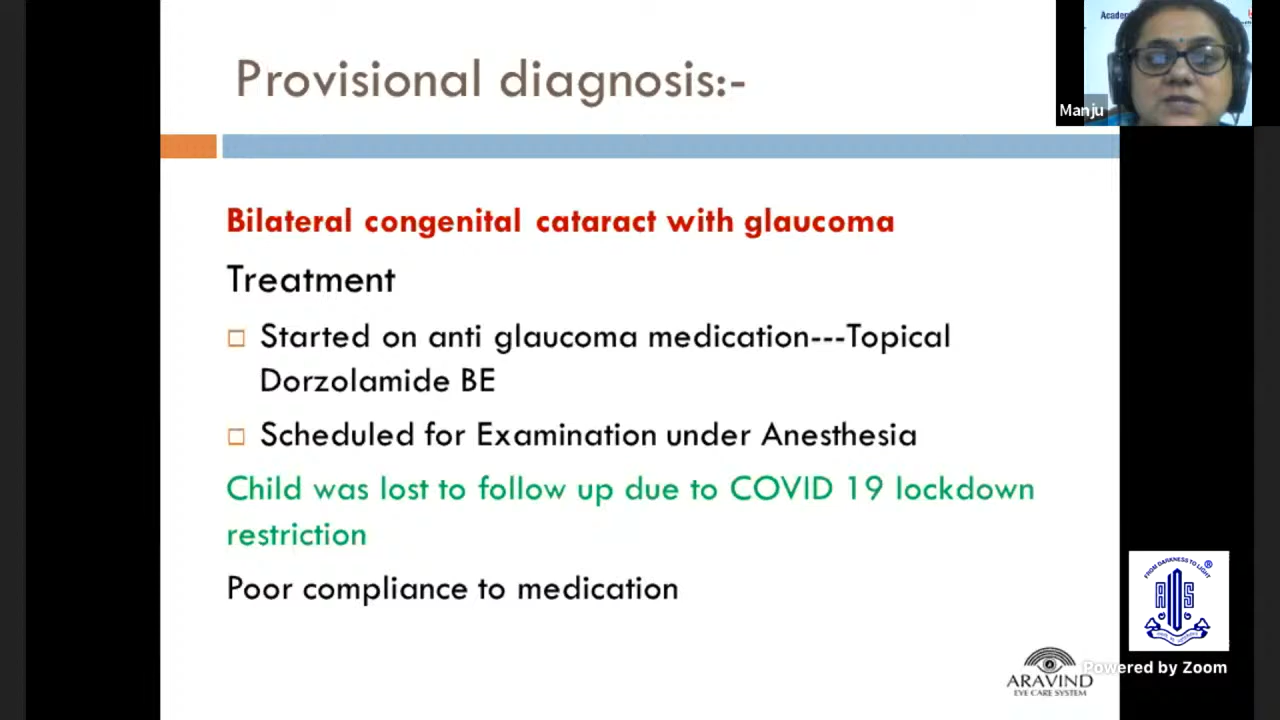 Provisional diagnosis:-
Manju
Bilateral congenital cataract with glaucoma
Treatment
Started on anti glaucoma medication---Topical
Dorzolamide BE
Scheduled for Examination under Anesthesia
Child was lost to follow up due to COVID 19 lockdown
restriction
Poor compliance to medication
FROM DARKNESS TO LIGHT
®
ARAVIND
EYE CARE SYSTEM
Powered by Zoom